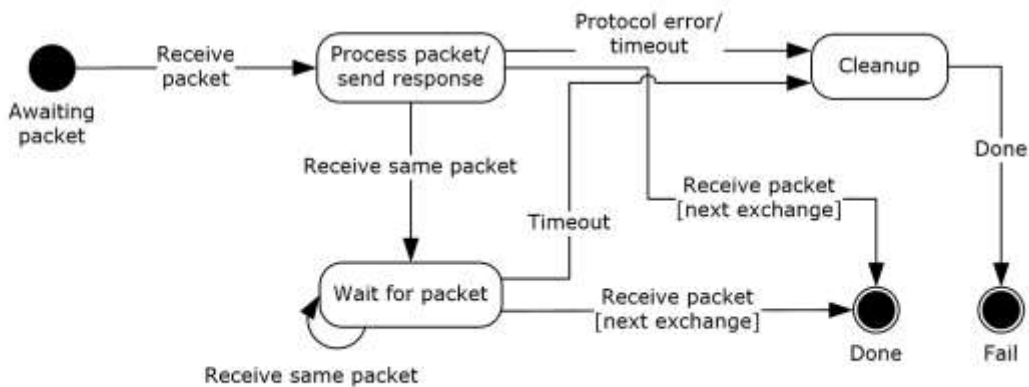 Protocol error/
timeout
Receive
packet
Process packet/
send response
Cleanup
Awaiting
packet
Done
Receive same packet
Receive packet
[next exchange]
Timeout
Wait for packet
Receive packet
[next exchange]
Done
Fail
Receive same packet